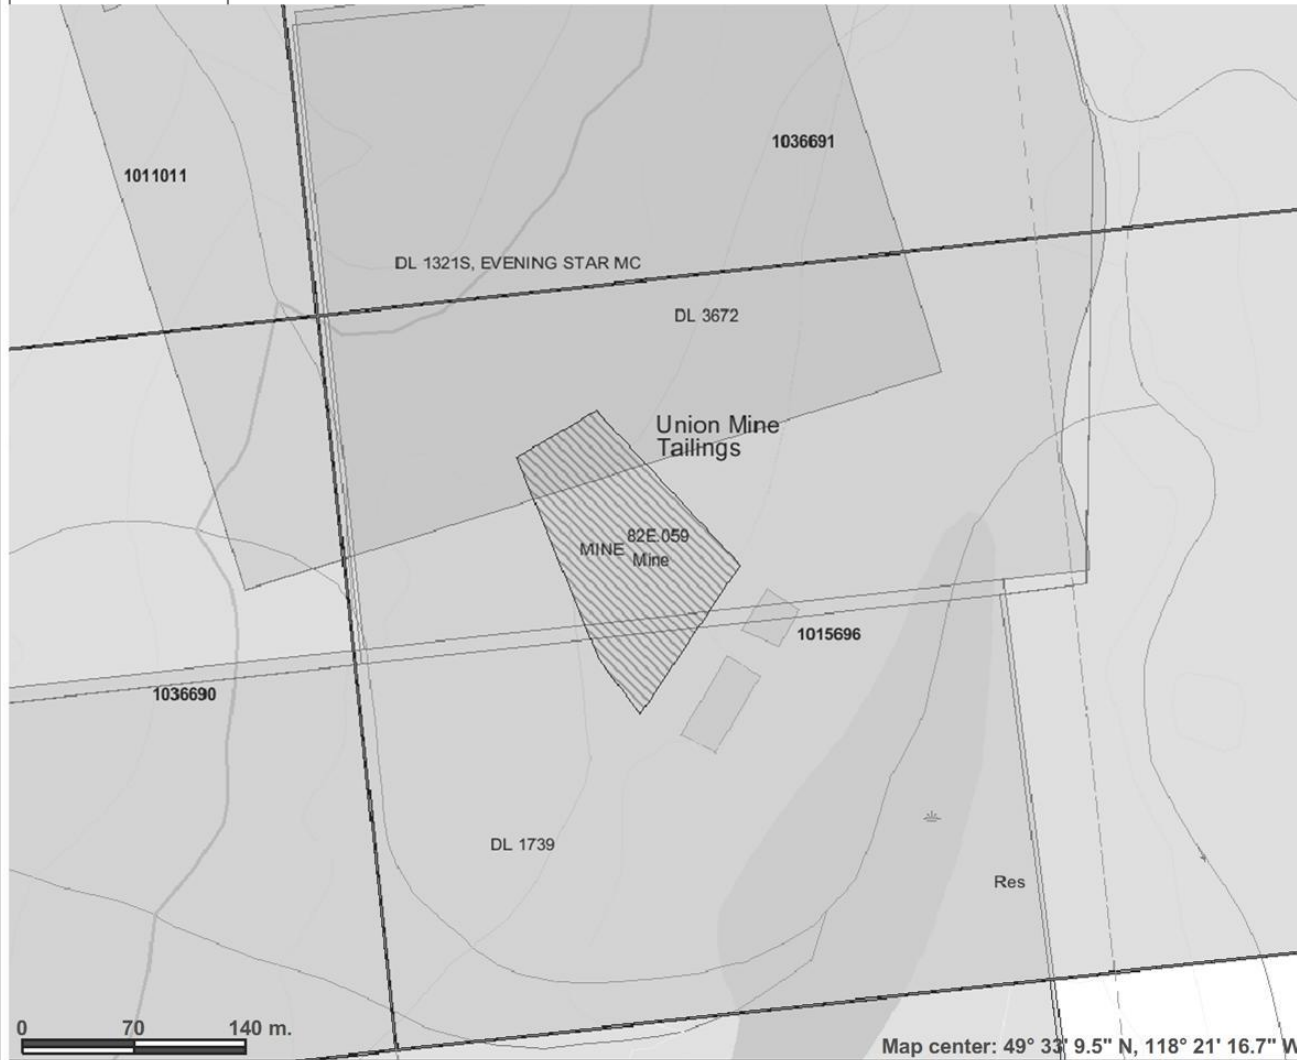 1036691
1011011
DL 1321S, EVENING STAR MC
DL 3672
Union Mine
Tailings
82E.059
MINE
Mine
1015696
1036690
DL 1739
Res
0 70 140 m.
Map center: 49° 33' 9.5" N, 118° 21' 16.7" W